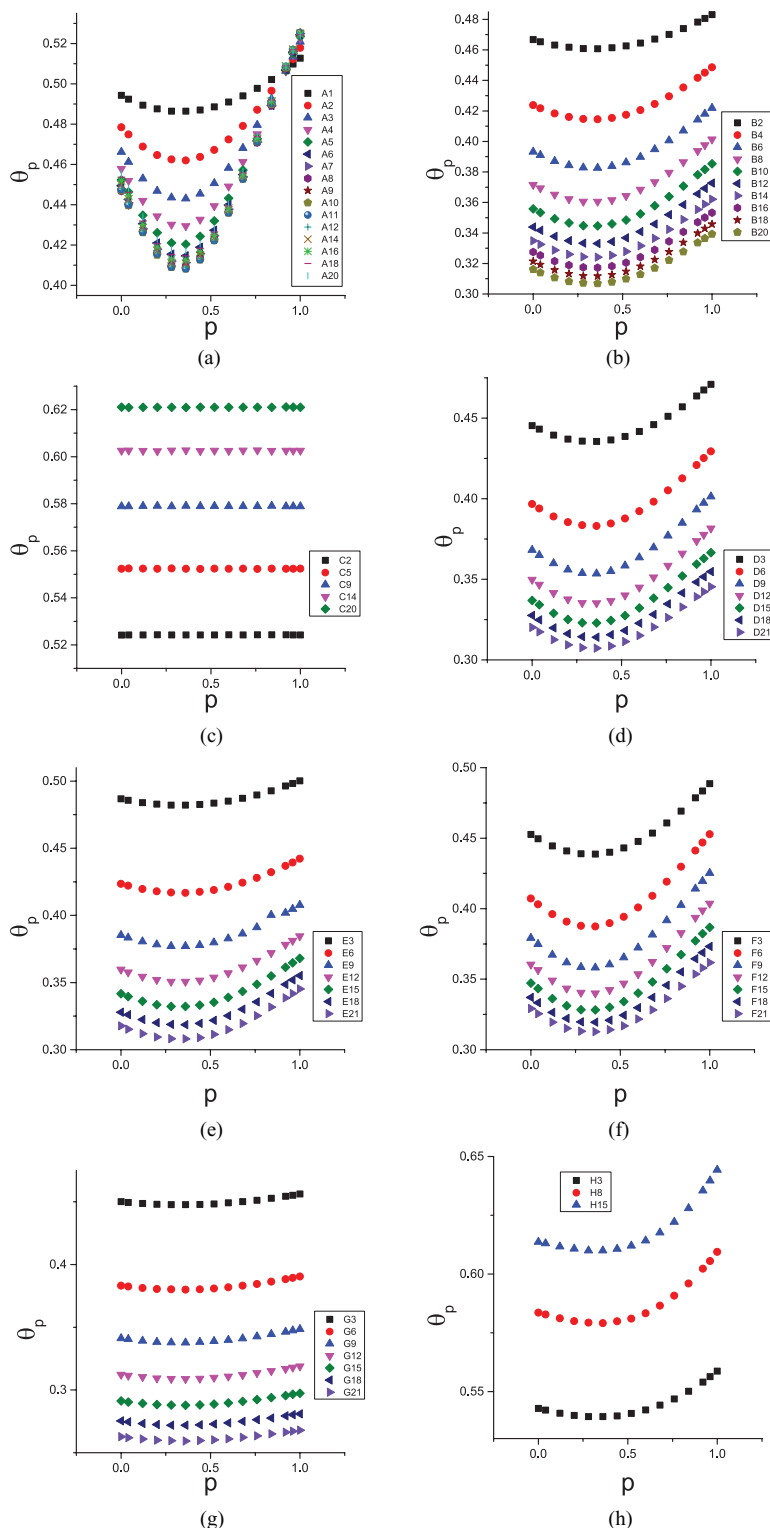 0.52
0.50
0.48
0.46
0.44
0.42
0.40
θp
0.0
0.5
1.0
p
A1
A2
A3
A4
A5
A6
A7
A8
A9
A10
A11
A12
A14
A16
A18
A20
(a)
0.48
0.46
0.44
0.42
0.40
0.38
0.36
0.34
0.32
0.30
θp
0.0
0.5
1.0
p
B2
B4
B6
B8
B10
B12
B14
B16
B18
B20
(b)
0.62
0.60
0.58
0.56
0.54
0.52
θp
0.0
0.5
1.0
p
C2
C5
C9
C14
C20
(c)
0.45
0.40
0.35
0.30
θp
0.0
0.5
1.0
p
D3
D6
D9
D12
D15
D18
D21
(d)
0.50
0.45
0.40
0.35
0.30
θp
0.0
0.5
1.0
p
E3
E6
E9
E12
E15
E18
E21
(e)
0.50
0.45
0.40
0.35
0.30
θp
0.0
0.5
1.0
p
F3
F6
F9
F12
F15
F18
F21
(f)
0.4
0.3
θp
0.0
0.5
1.0
p
G3
G6
G9
G12
G15
G18
G21
(g)
0.65
0.60
0.55
θp
0.0
0.5
1.0
p
H3
H8
H15
(h)